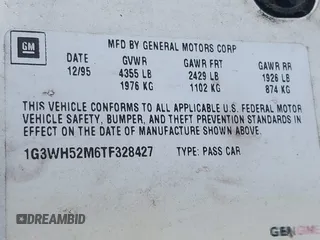 GM
MFD BY GENERAL MOTORS CORP
DATE GVWR GAWR FRT GAWR RR
12/95 4355 LB 2429 LB 1926 LB
1976 KG 1102 KG 874 KG
THIS VEHICLE CONFORMS TO ALL APPLICABLE U.S. FEDERAL MOTOR
VEHICLE SAFETY, BUMPER, AND THEFT PREVENTION STANDARDS
IN EFFECT ON THE DATE OF MANUFACTURE SHOWN ABOVE.
1G3WH52M6TF328427 TYPE: PASS CAR
DREAMBID